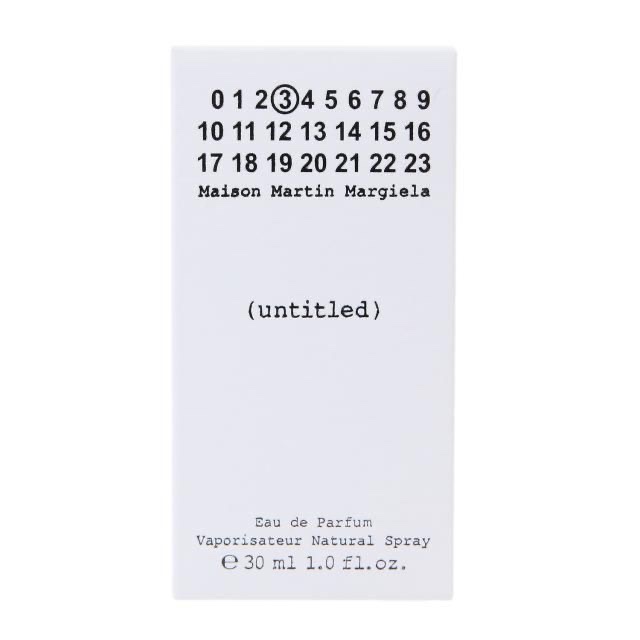 0 1 2 3 4 5 6 7 8 9
10 11 12 13 14 15 16
17 18 19 20 21 22 23
Maison Martin Margiela
(untitled)
Eau de Parfum
Vaporisateur Natural Spray
℮ 30 ml 1.0 fl.oz.